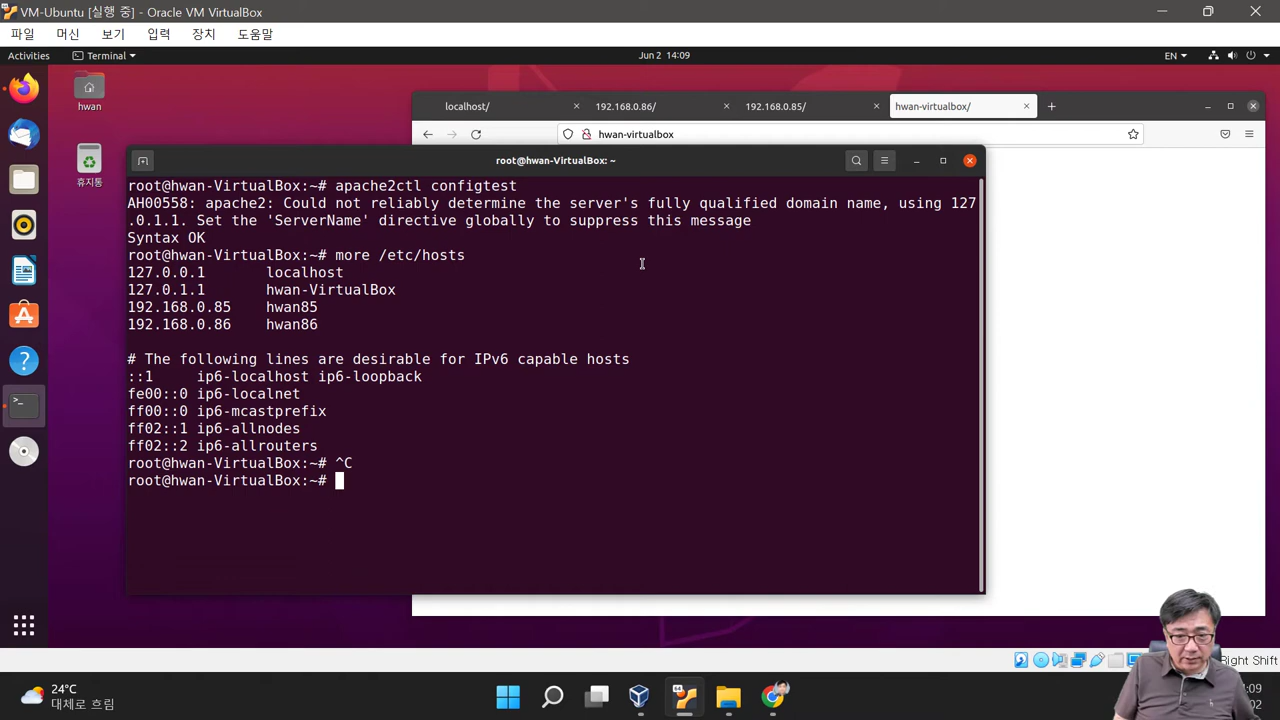 VM-Ubuntu [실행 중] - Oracle VM VirtualBox
파일 머신 보기 입력 장치 도움말
Activities Terminal Jun 2 14:09 EN
hwan
휴지통
localhost/ 192.168.0.86/ 192.168.0.85/ hwan-virtualbox/
hwan-virtualbox
root@hwan-VirtualBox: ~
root@hwan-VirtualBox:~# apache2ctl configtest
AH00558: apache2: Could not reliably determine the server's fully qualified domain name, using 127
.0.1.1. Set the 'ServerName' directive globally to suppress this message
Syntax OK
root@hwan-VirtualBox:~# more /etc/hosts
127.0.0.1 localhost
127.0.1.1 hwan-VirtualBox
192.168.0.85 hwan85
192.168.0.86 hwan86
# The following lines are desirable for IPv6 capable hosts
::1 ip6-localhost ip6-loopback
fe00::0 ip6-localnet
ff00::0 ip6-mcastprefix
ff02::1 ip6-allnodes
ff02::2 ip6-allrouters
root@hwan-VirtualBox:~# ^C
root@hwan-VirtualBox:~#
Right Shift
24°C
대체로 흐림